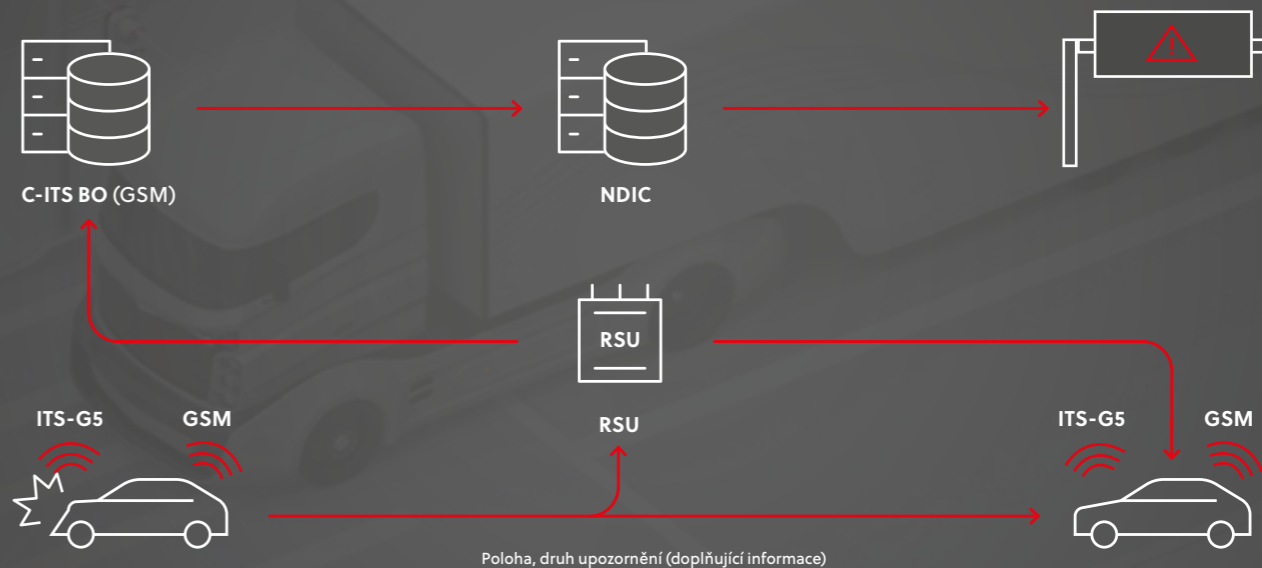 C-ITS BO (GSM)
NDIC
RSU
RSU
ITS-G5
GSM
ITS-G5
GSM
Poloha, druh upozornění (doplňující informace)